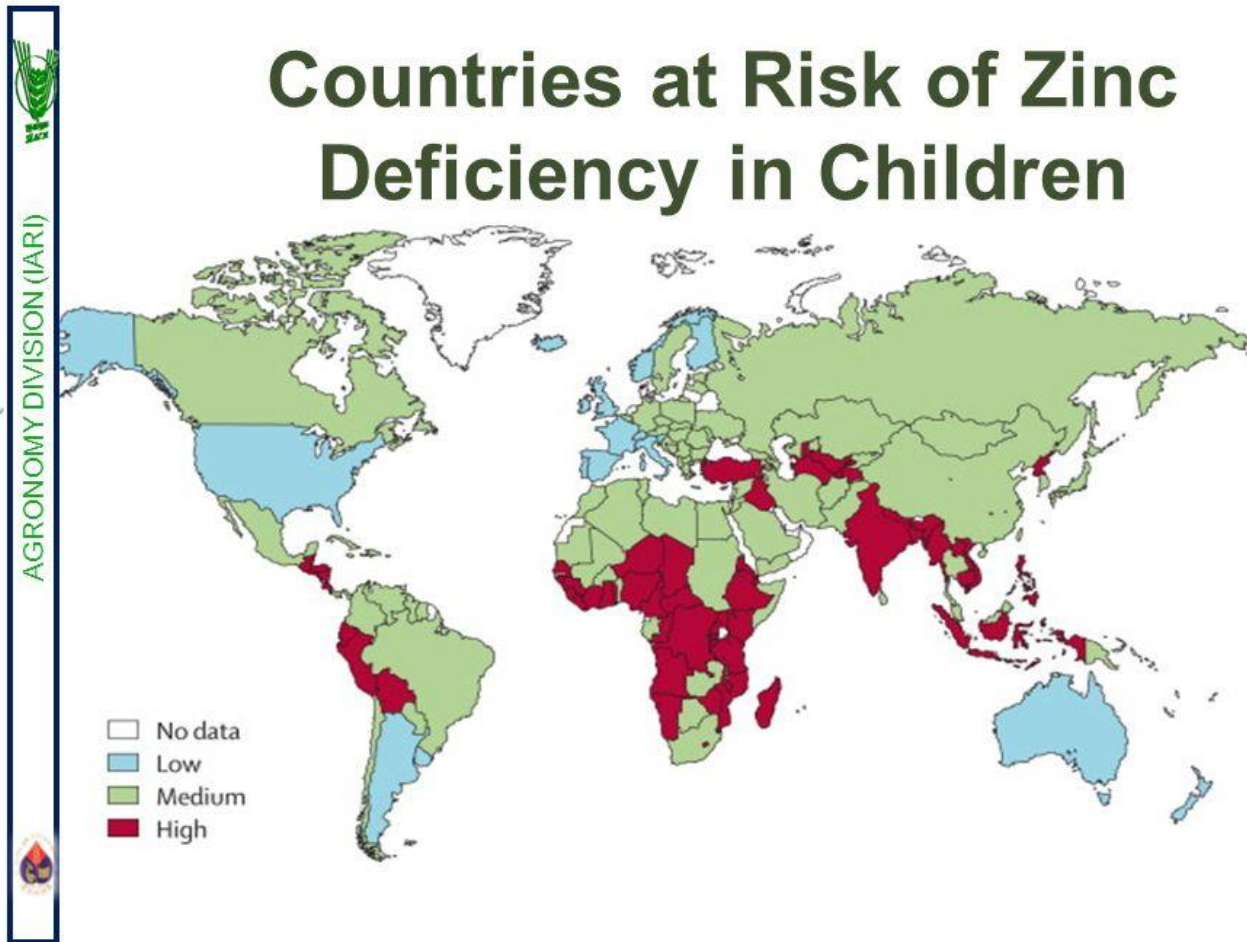 Countries at Risk of Zinc
Deficiency in Children
AGRONOMY DIVISION (IARI)
No data
Low
Medium
High